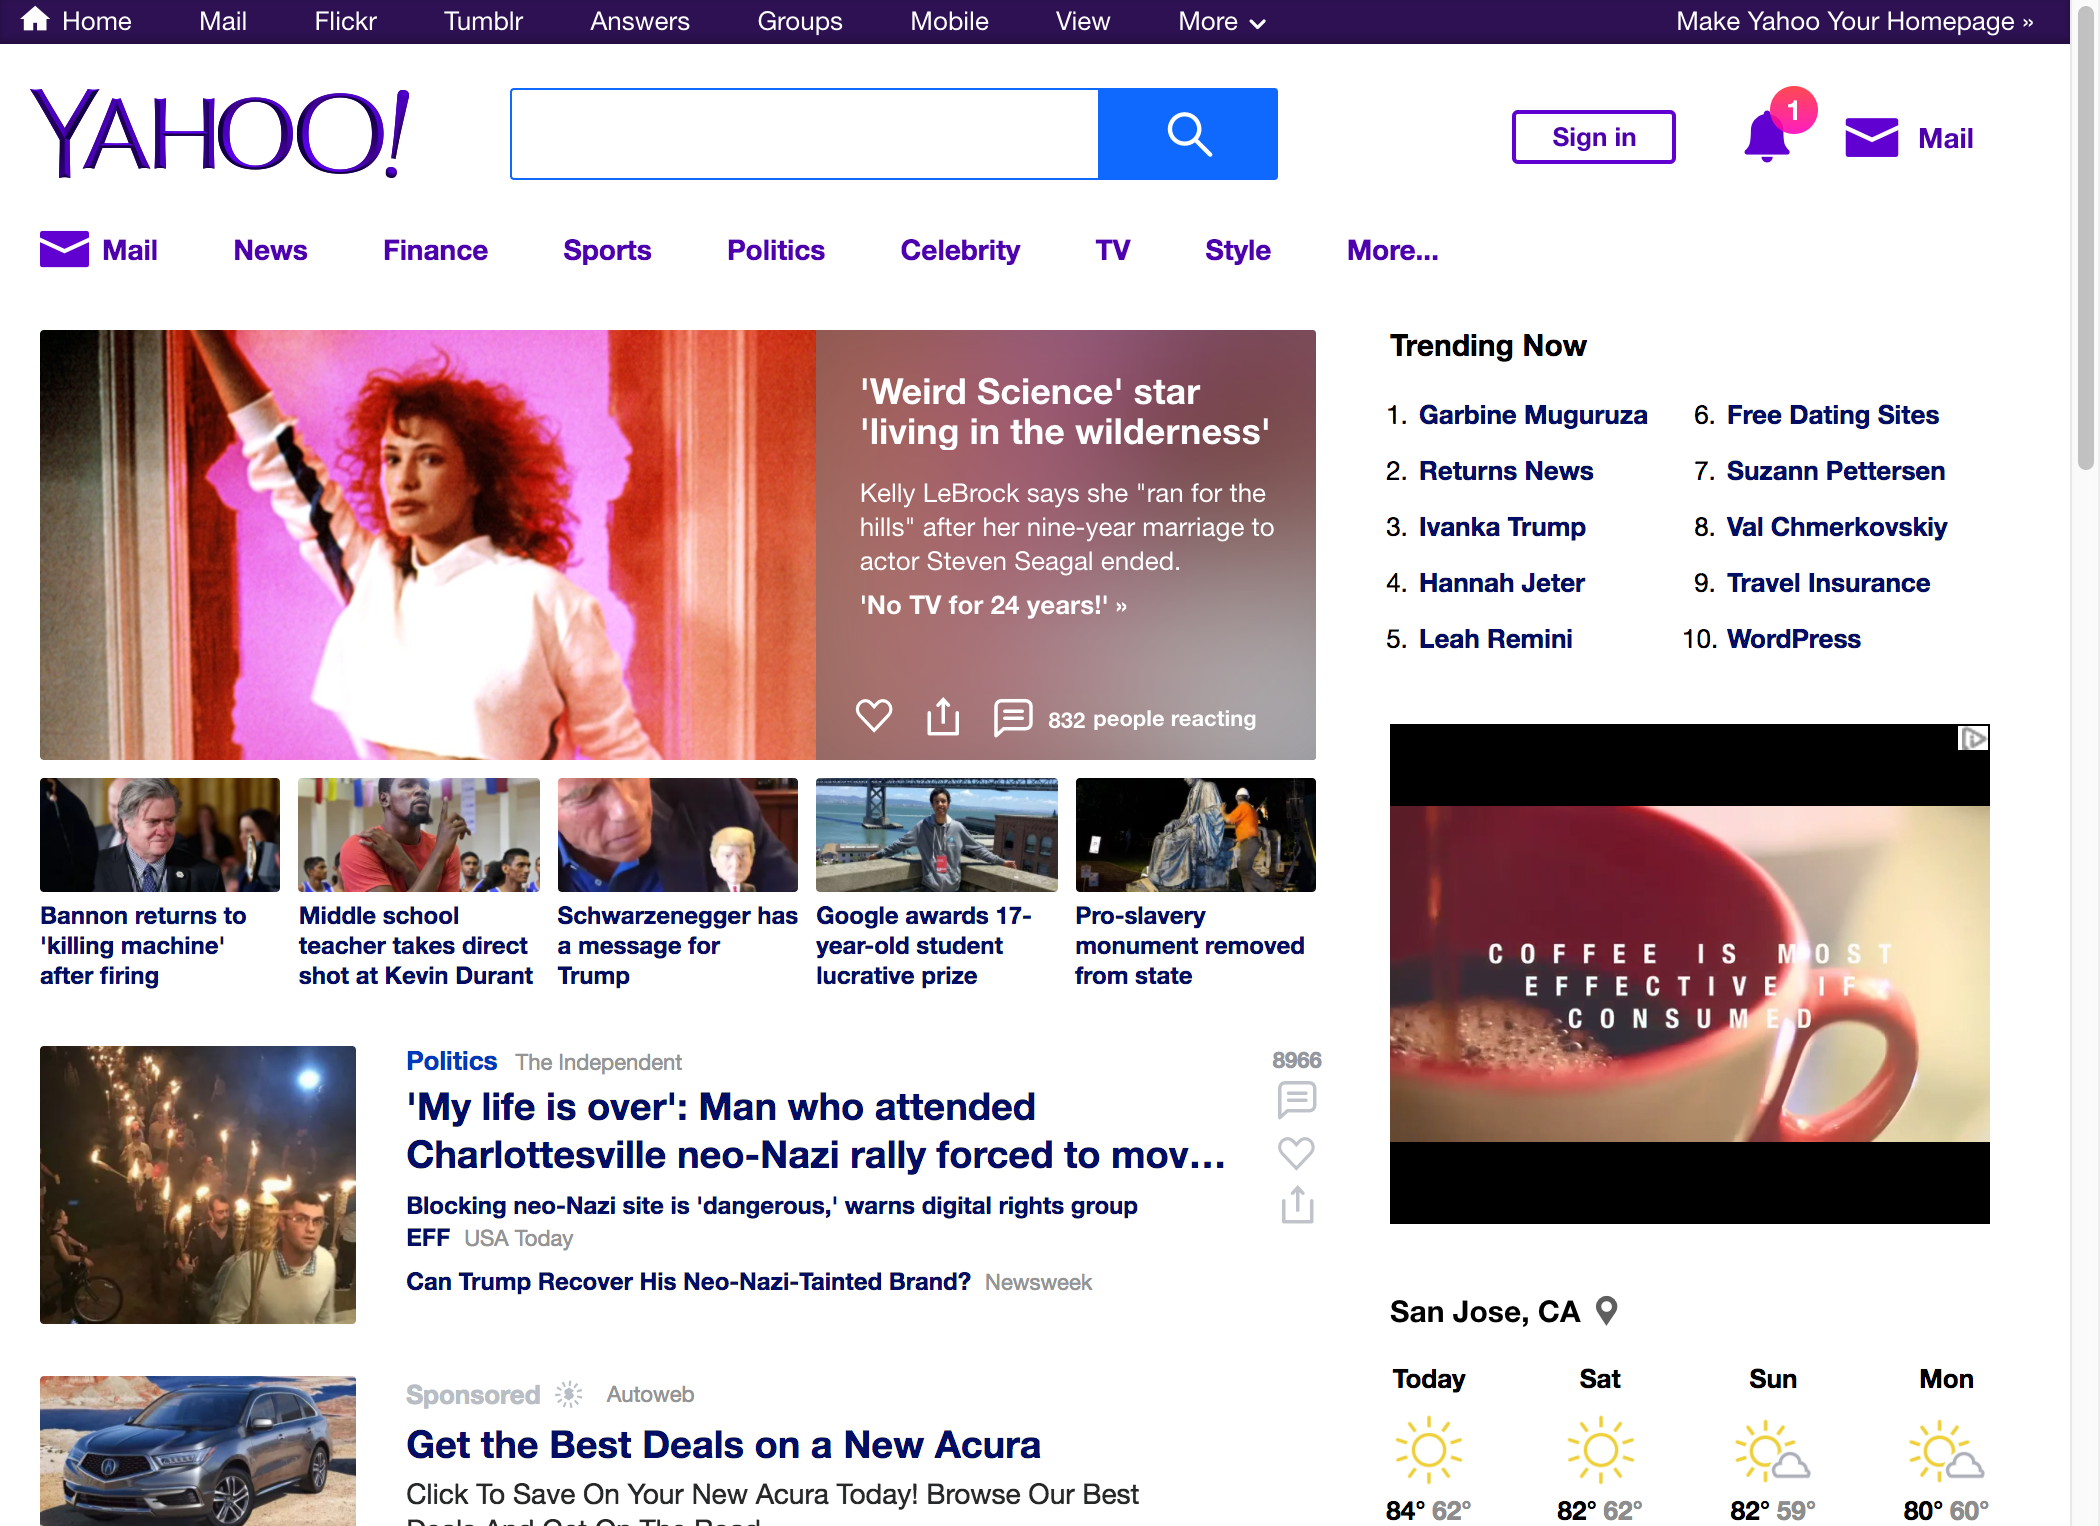 Home Mail Flickr Tumblr Answers Groups Mobile View More Make Yahoo Your Homepage »
YAHOO!
Sign in
1
Mail
Mail News Finance Sports Politics Celebrity TV Style More...
'Weird Science' star
'living in the wilderness'
Kelly LeBrock says she "ran for the
hills" after her nine-year marriage to
actor Steven Seagal ended.
'No TV for 24 years!' »
832 people reacting
Bannon returns to
'killing machine'
after firing
Middle school
teacher takes direct
shot at Kevin Durant
Schwarzenegger has
a message for
Trump
Google awards 17-
year-old student
lucrative prize
Pro-slavery
monument removed
from state
Politics The Independent
8966
'My life is over': Man who attended
Charlottesville neo-Nazi rally forced to mov...
Blocking neo-Nazi site is 'dangerous,' warns digital rights group
EFF USA Today
Can Trump Recover His Neo-Nazi-Tainted Brand? Newsweek
Sponsored Autoweb
Get the Best Deals on a New Acura
Click To Save On Your New Acura Today! Browse Our Best
Deals And Get On The Road
Trending Now
1. Garbine Muguruza
2. Returns News
3. Ivanka Trump
4. Hannah Jeter
5. Leah Remini
6. Free Dating Sites
7. Suzann Pettersen
8. Val Chmerkovskiy
9. Travel Insurance
10. WordPress
COFFEE IS MOST
EFFECTIVE IF
CONSUMED
San Jose, CA
Today Sat Sun Mon
84° 62° 82° 62° 82° 59° 80° 60°